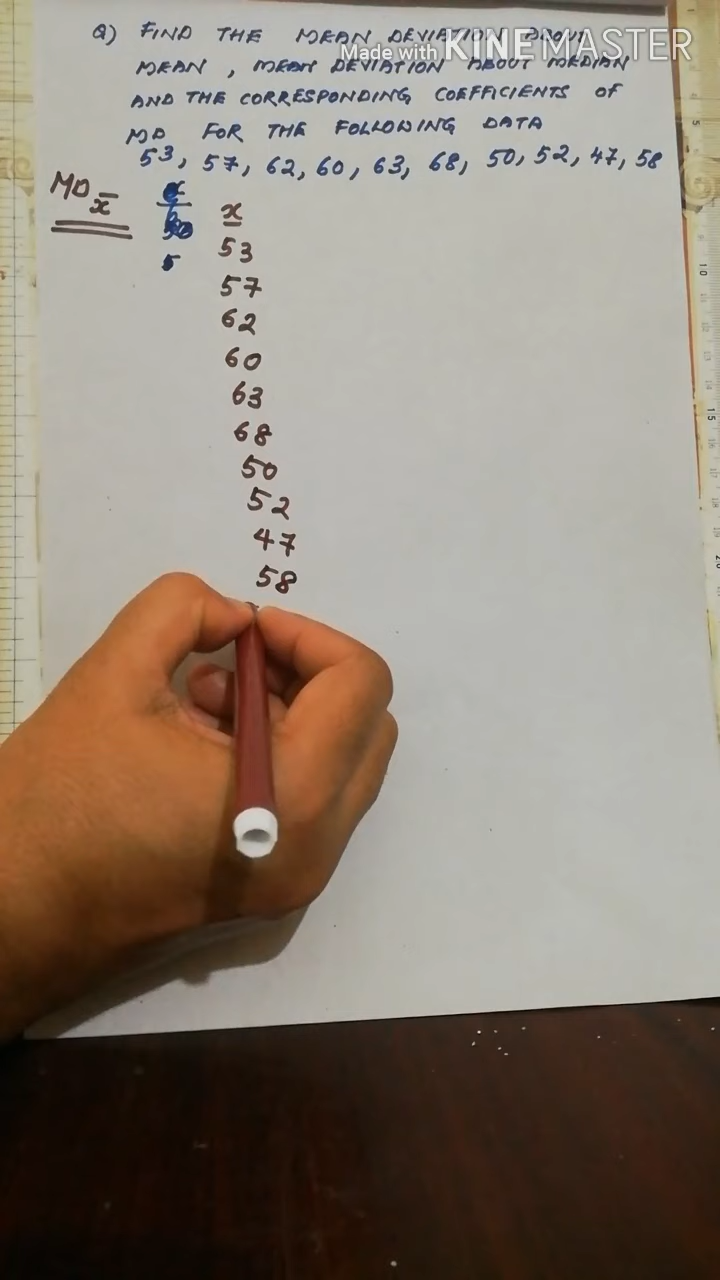 Q) FIND THE MEAN DEVIATION ABOUT
Made with KINEMASTER
MEAN, MEAN DEVIATION ABOUT MEDIAN
AND THE CORRESPONDING COEFFICIENTS OF
MD FOR THE FOLLOWING DATA
53, 57, 62, 60, 63, 68, 50, 52, 47, 58
MD x̄
x
53
57
62
60
63
68
50
52
47
58